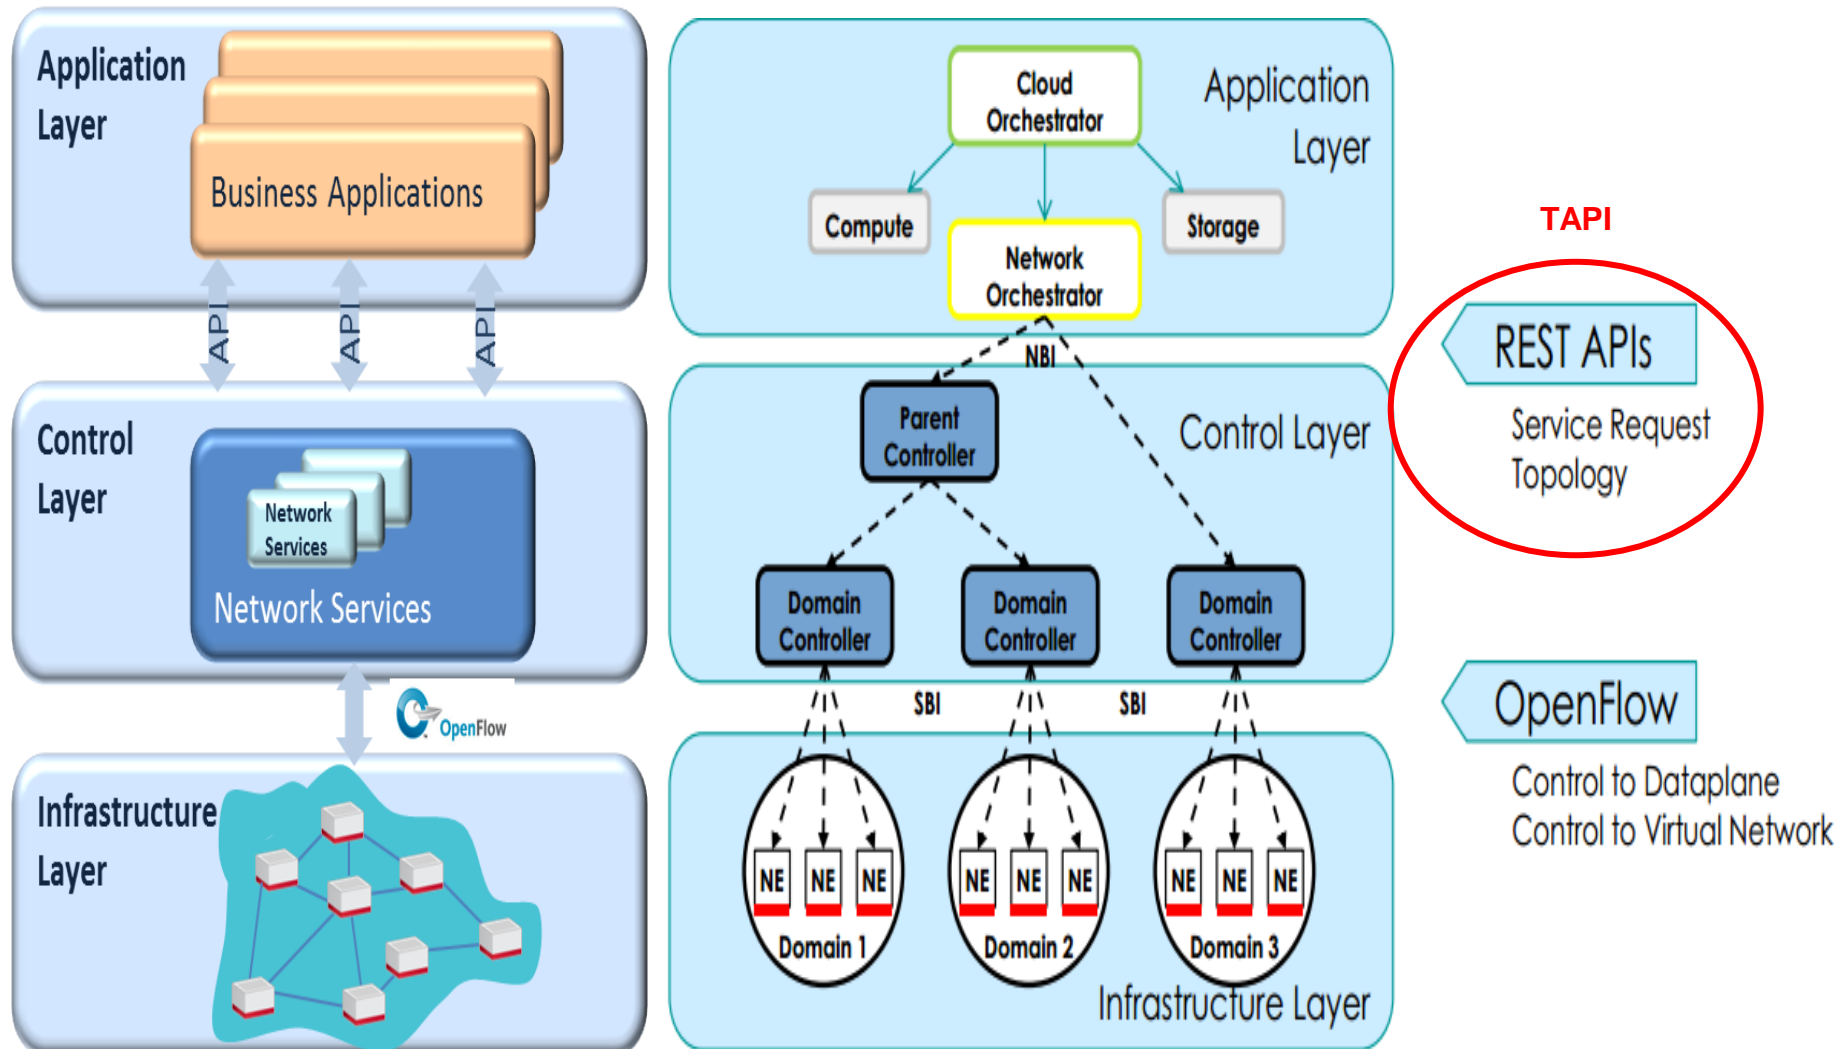 Application
Layer
Business Applications
API
API
API
Control
Layer
Network
Services
Network Services
OpenFlow
Infrastructure
Layer
Application
Layer
Cloud
Orchestrator
Compute
Storage
Network
Orchestrator
NBI
Control Layer
Parent
Controller
Domain
Controller
Domain
Controller
Domain
Controller
SBI
SBI
NE
NE
NE
Domain 1
NE
NE
NE
Domain 2
NE
NE
NE
Domain 3
Infrastructure Layer
TAPI
REST APIs
Service Request
Topology
OpenFlow
Control to Dataplane
Control to Virtual Network